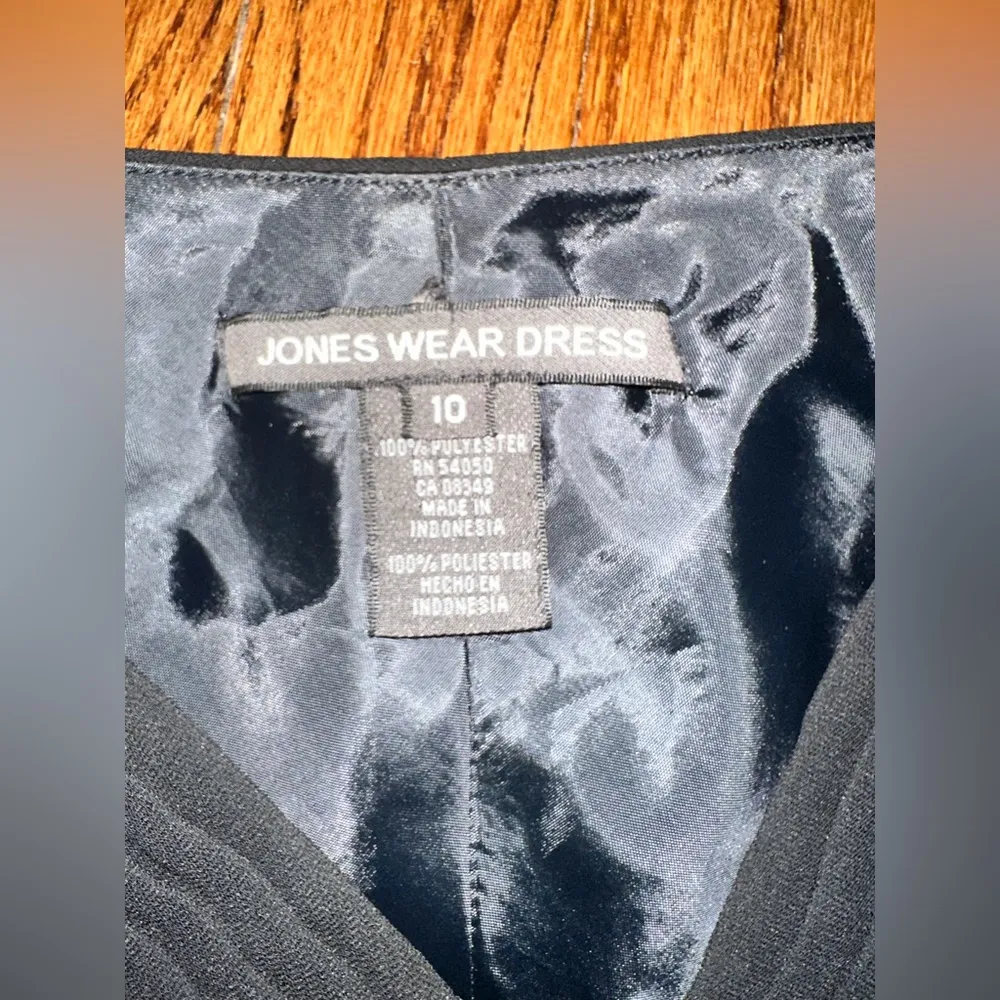 JONES WEAR DRESS
10
100% POLYESTER
RN 54050
CA 08349
MADE IN
INDONESIA
100% POLIESTER
HECHO EN
INDONESIA